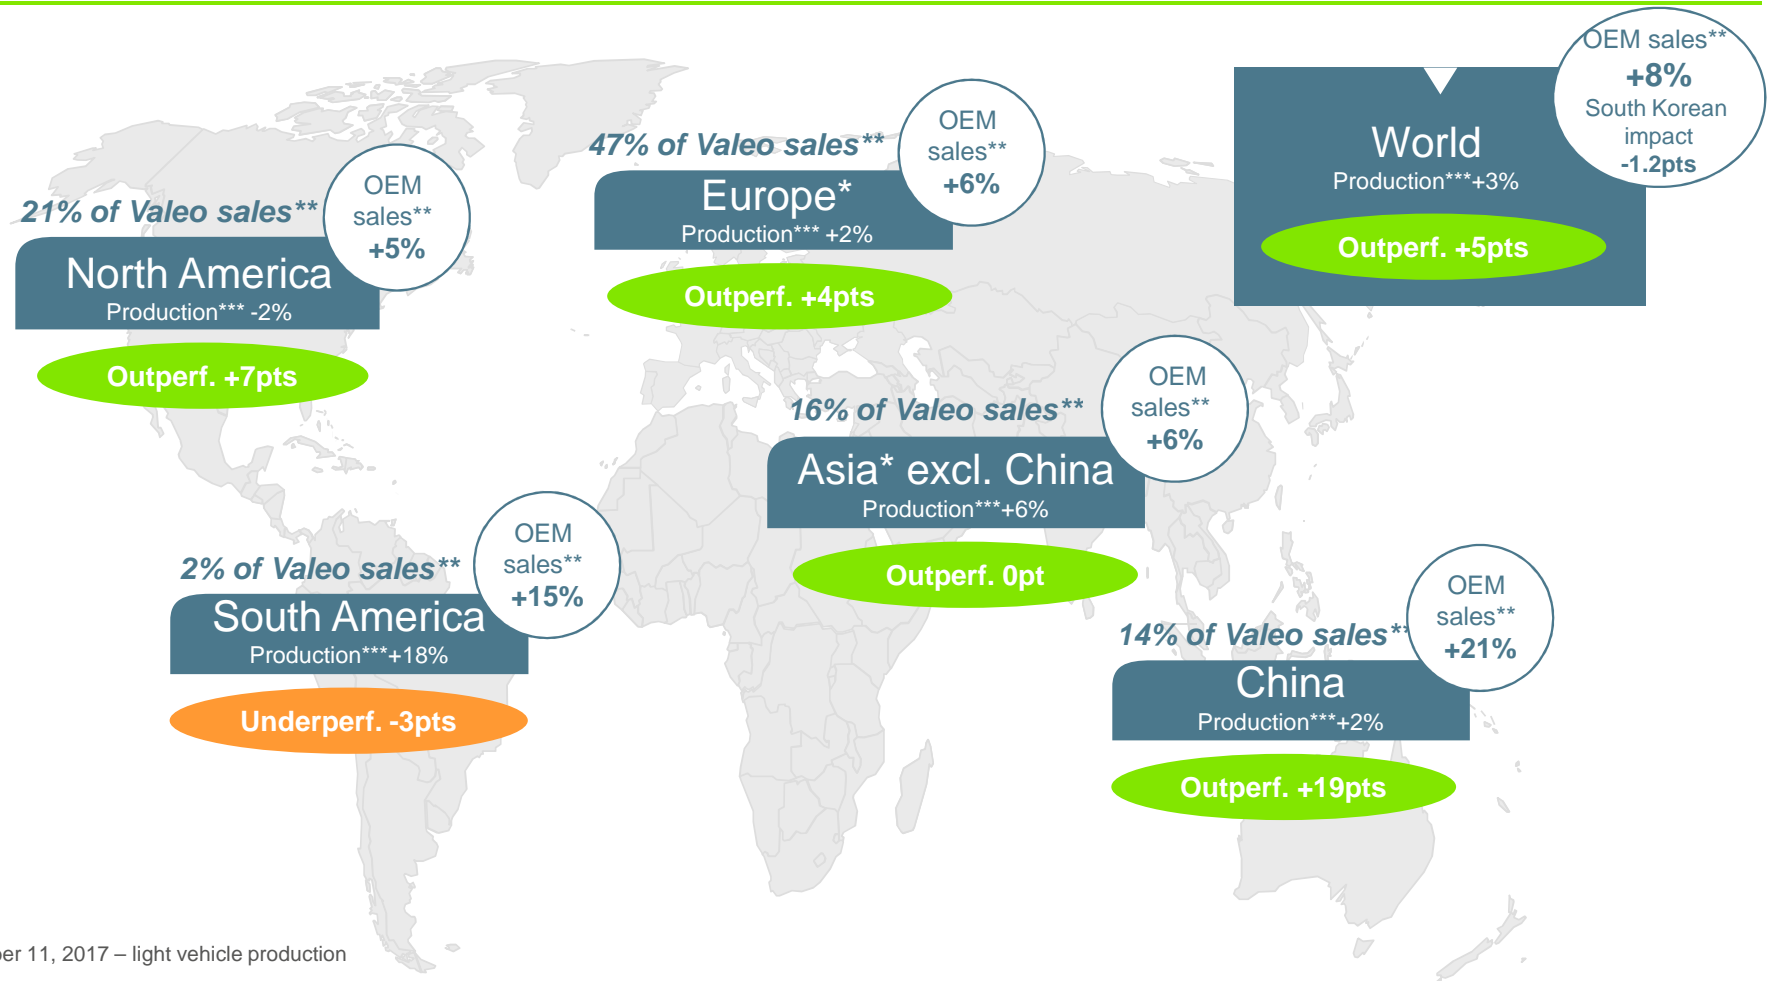 OEM sales**
+8%
South Korean
impact
-1.2pts
World
Production***+3%
Outperf. +5pts
47% of Valeo sales**
OEM
sales**
+6%
Europe*
Production*** +2%
Outperf. +4pts
21% of Valeo sales**
OEM
sales**
+5%
North America
Production*** -2%
Outperf. +7pts
16% of Valeo sales**
OEM
sales**
+6%
Asia* excl. China
Production***+6%
Outperf. 0pt
2% of Valeo sales**
OEM
sales**
+15%
South America
Production***+18%
Underperf. -3pts
14% of Valeo sales**
OEM
sales**
+21%
China
Production***+2%
Outperf. +19pts
er 11, 2017 – light vehicle production